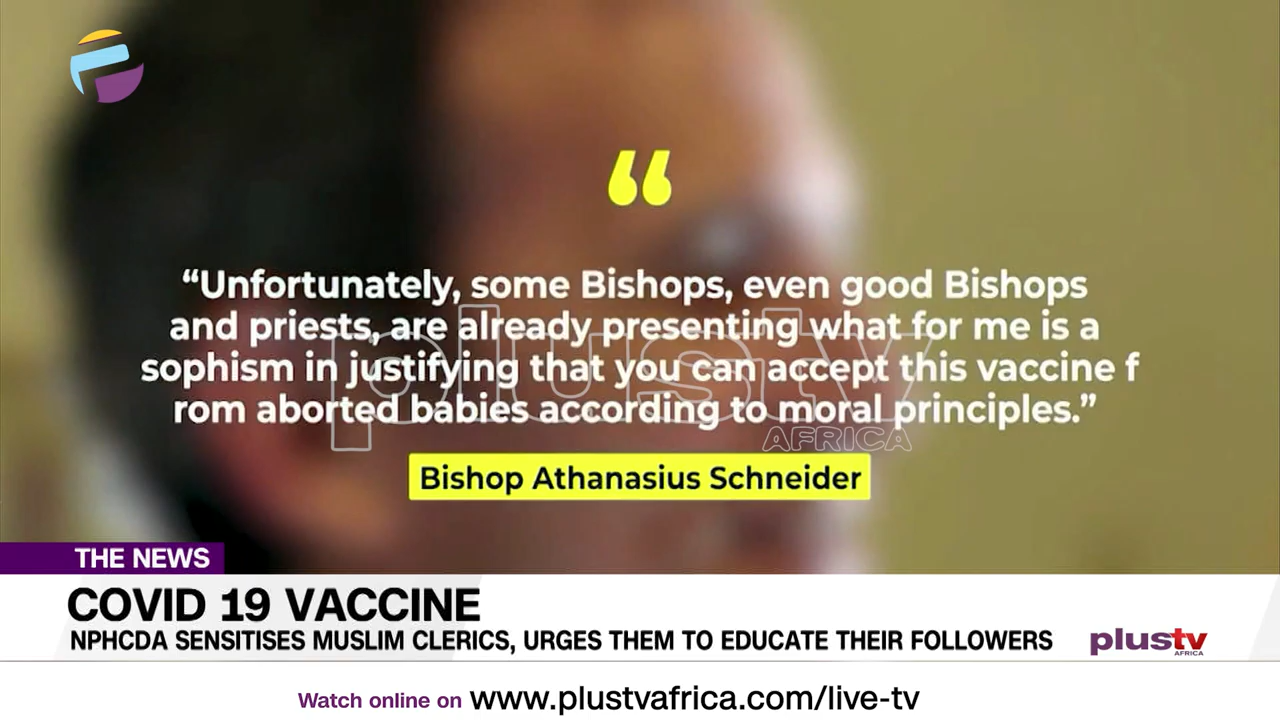 “
“Unfortunately, some Bishops, even good Bishops
and priests, are already presenting what for me is a
sophism in justifying that you can accept this vaccine f
rom aborted babies according to moral principles.”
plustv
AFRICA
Bishop Athanasius Schneider
THE NEWS
COVID 19 VACCINE
NPHCDA SENSITISES MUSLIM CLERICS, URGES THEM TO EDUCATE THEIR FOLLOWERS
plustv
AFRICA
Watch online on www.plustvafrica.com/live-tv